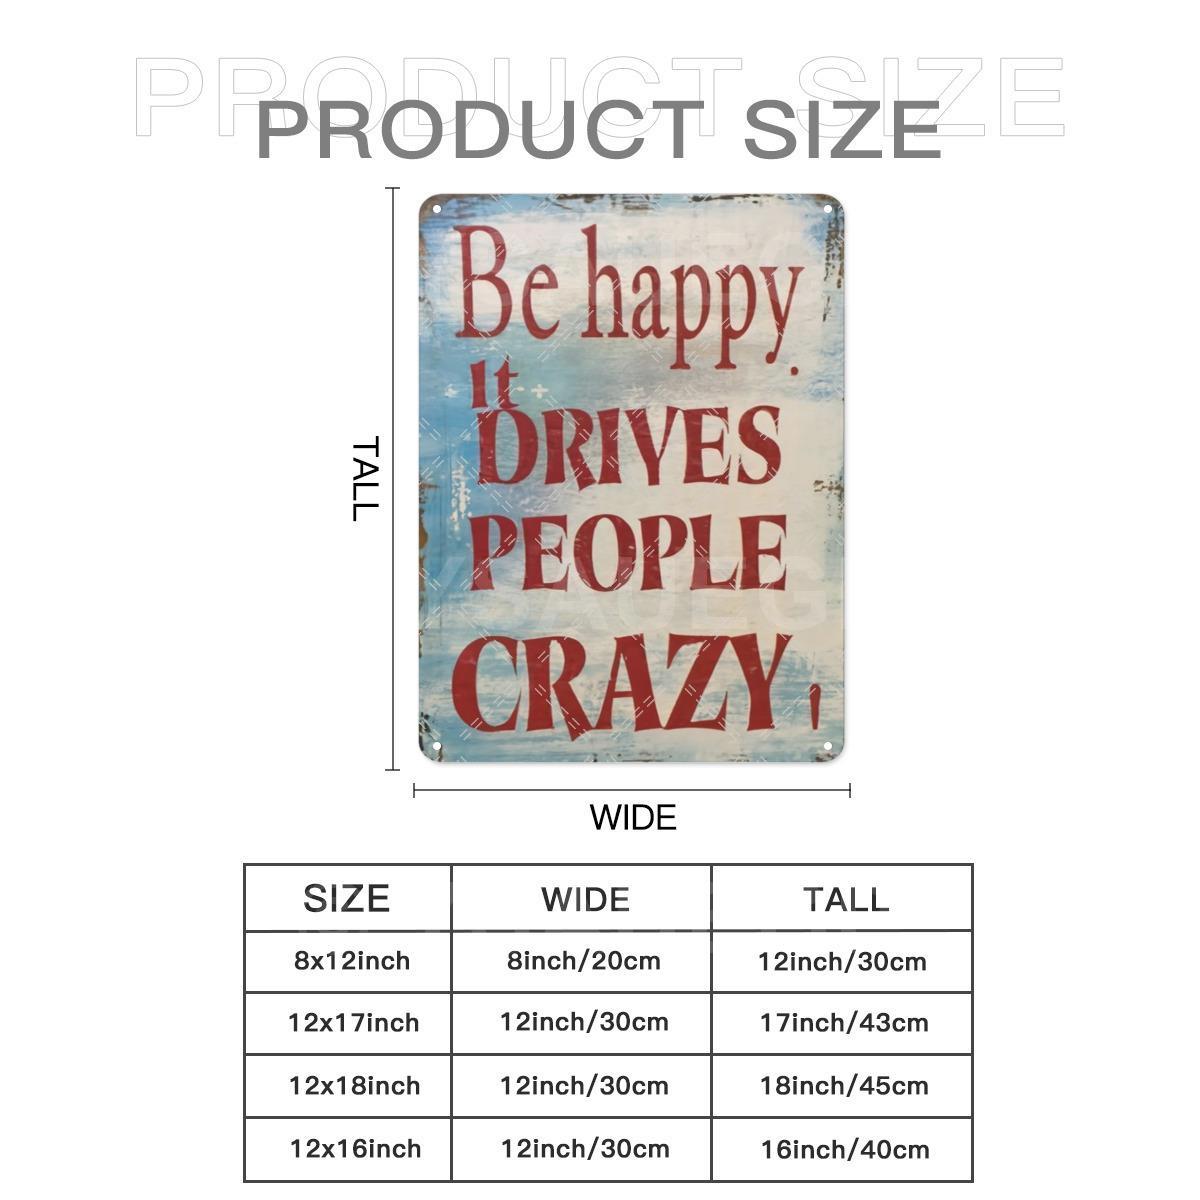 PRODUCT SIZE
PRODUCT SIZE
Be happy.
It
DRIVES
PEOPLE
CRAZY!
TALL
WIDE
SIZE WIDE TALL
8x12inch 8inch/20cm 12inch/30cm
12x17inch 12inch/30cm 17inch/43cm
12x18inch 12inch/30cm 18inch/45cm
12x16inch 12inch/30cm 16inch/40cm